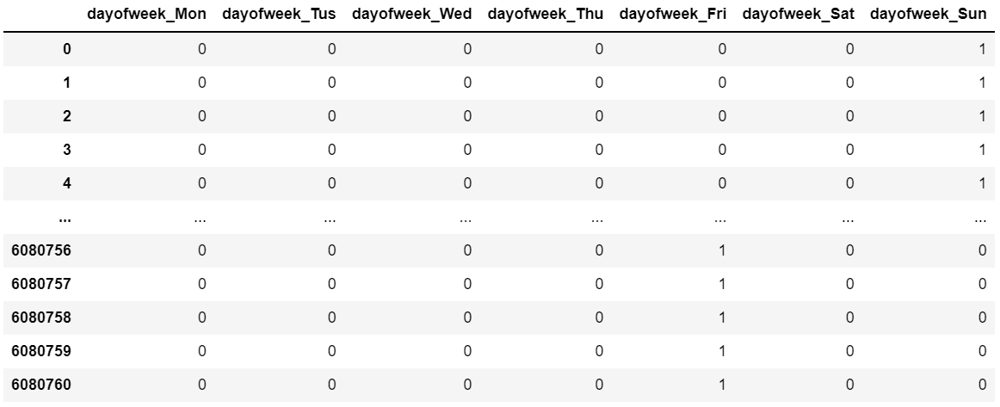 dayofweek_Mon dayofweek_Tus dayofweek_Wed dayofweek_Thu dayofweek_Fri dayofweek_Sat dayofweek_Sun
0 0 0 0 0 0 0 1
1 0 0 0 0 0 0 1
2 0 0 0 0 0 0 1
3 0 0 0 0 0 0 1
4 0 0 0 0 0 0 1
... ... ... ... ... ... ... ...
6080756 0 0 0 0 1 0 0
6080757 0 0 0 0 1 0 0
6080758 0 0 0 0 1 0 0
6080759 0 0 0 0 1 0 0
6080760 0 0 0 0 1 0 0